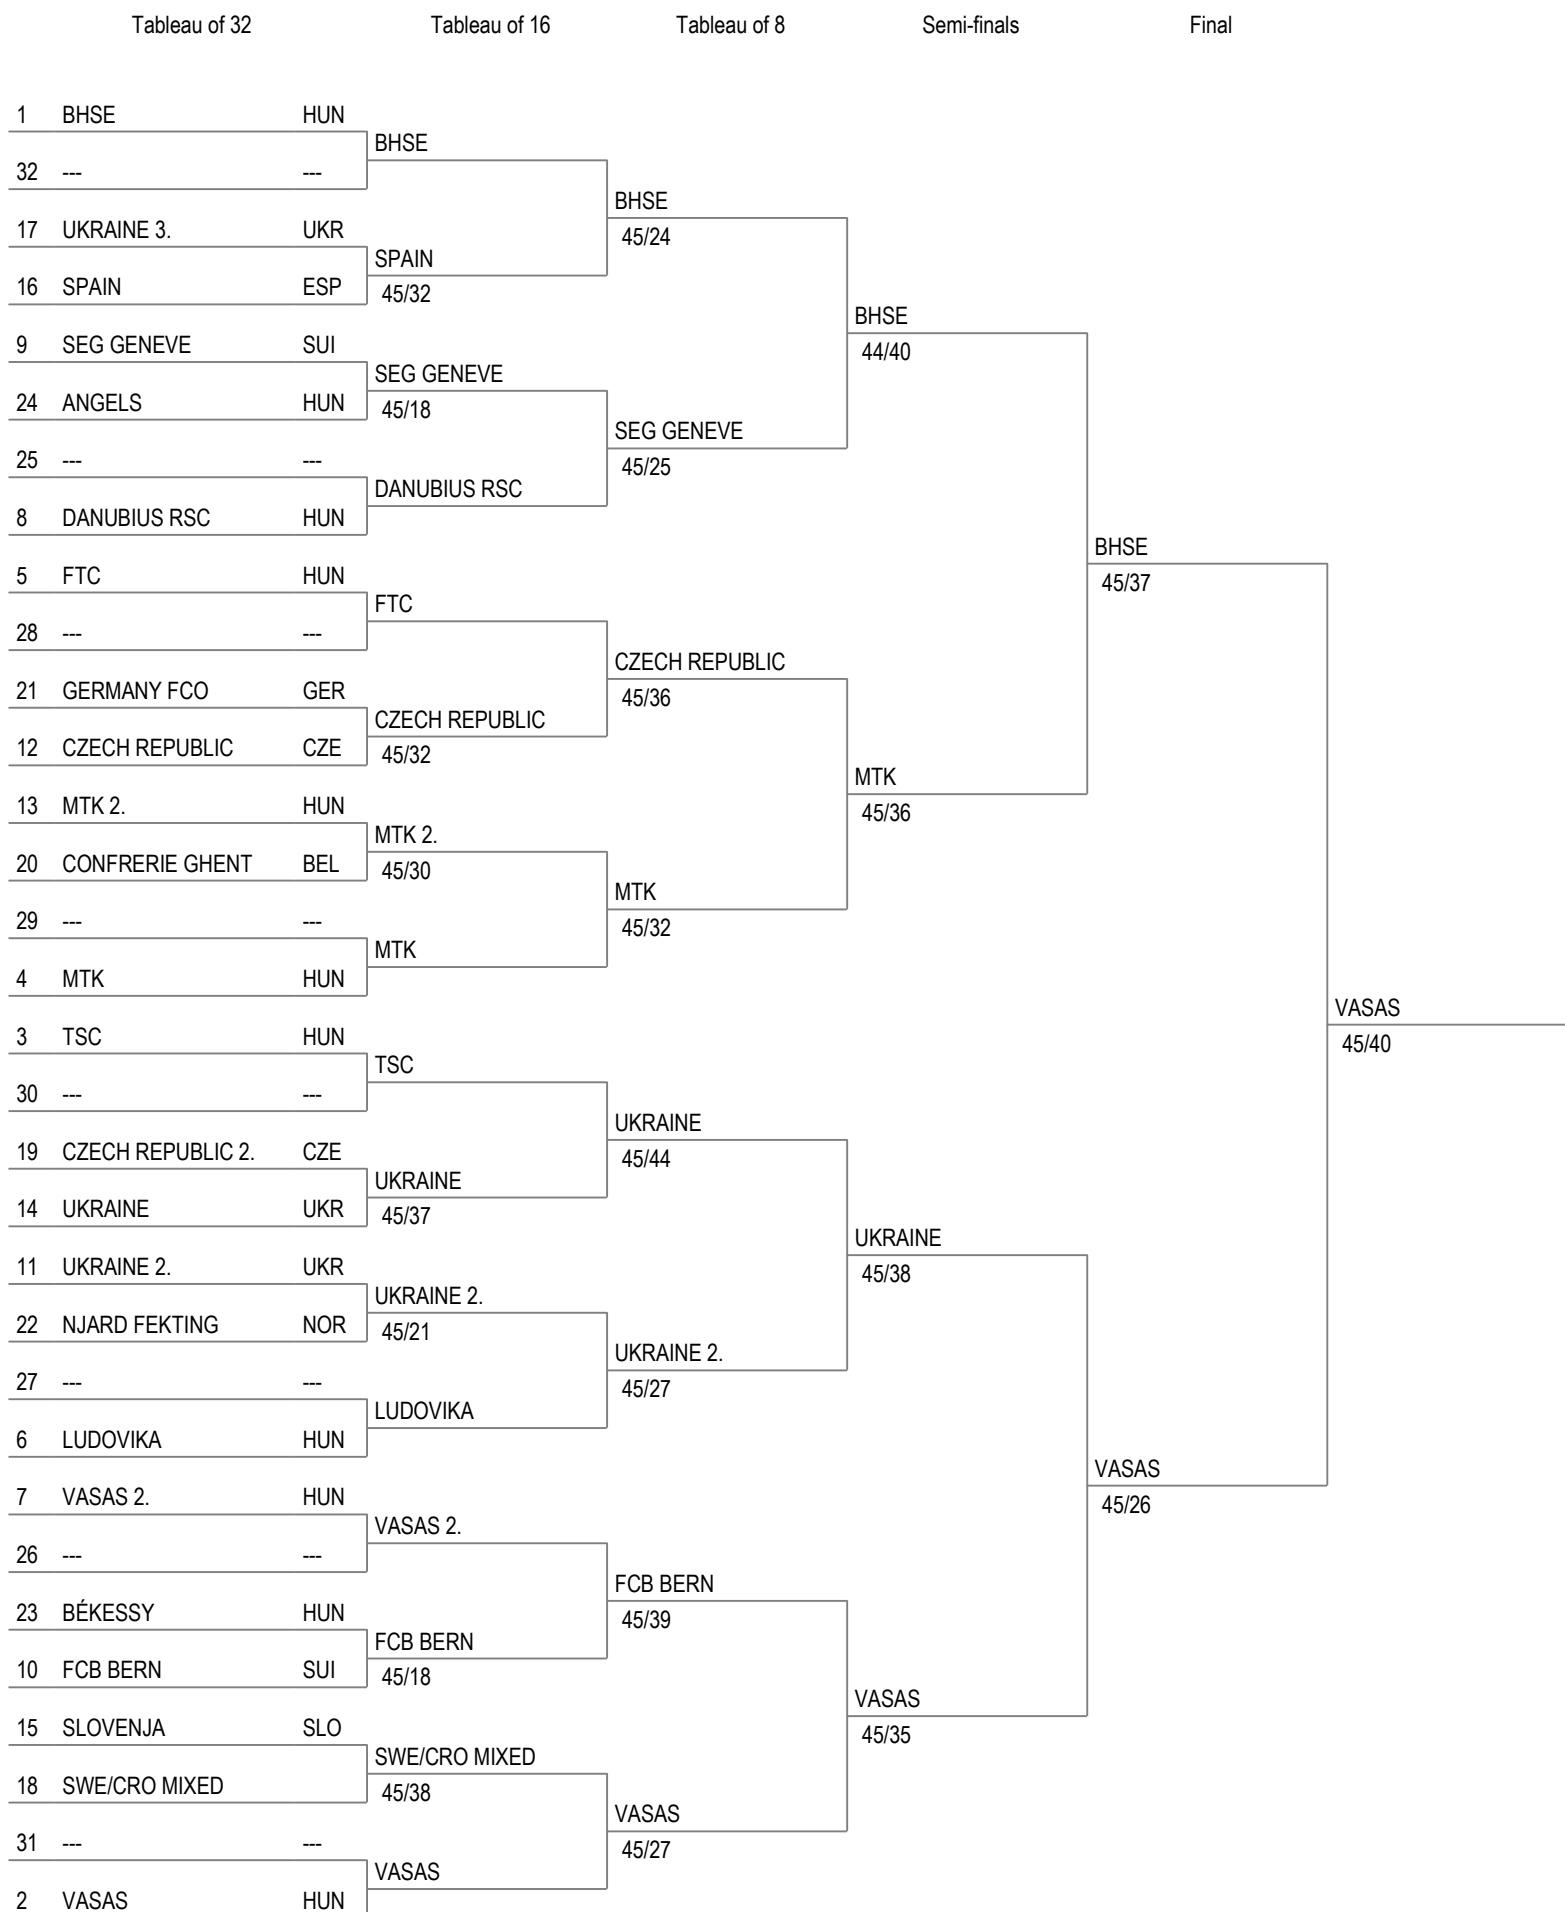 Tableau of 32 Tableau of 16 Tableau of 8 Semi-finals Final
1 BHSE HUN
BHSE
32 --- ---
BHSE
17 UKRAINE 3. UKR
45/24
SPAIN
16 SPAIN ESP
45/32
BHSE
9 SEG GENEVE SUI
44/40
SEG GENEVE
24 ANGELS HUN
45/18
SEG GENEVE
25 --- ---
45/25
DANUBIUS RSC
8 DANUBIUS RSC HUN
BHSE
5 FTC HUN
45/37
FTC
28 --- ---
CZECH REPUBLIC
21 GERMANY FCO GER
45/36
CZECH REPUBLIC
12 CZECH REPUBLIC CZE
45/32
MTK
13 MTK 2. HUN
45/36
MTK 2.
20 CONFRERIE GHENT BEL
45/30
MTK
29 --- ---
45/32
MTK
4 MTK HUN
VASAS
3 TSC HUN
45/40
TSC
30 --- ---
UKRAINE
19 CZECH REPUBLIC 2. CZE
45/44
UKRAINE
14 UKRAINE UKR
45/37
UKRAINE
11 UKRAINE 2. UKR
45/38
UKRAINE 2.
22 NJARD FEKTING NOR
45/21
UKRAINE 2.
27 --- ---
45/27
LUDOVIKA
6 LUDOVIKA HUN
VASAS
7 VASAS 2. HUN
45/26
VASAS 2.
26 --- ---
FCB BERN
23 BÉKESSY HUN
45/39
FCB BERN
10 FCB BERN SUI
45/18
VASAS
15 SLOVENJA SLO
45/35
SWE/CRO MIXED
18 SWE/CRO MIXED
45/38
VASAS
31 --- ---
45/27
VASAS
2 VASAS HUN